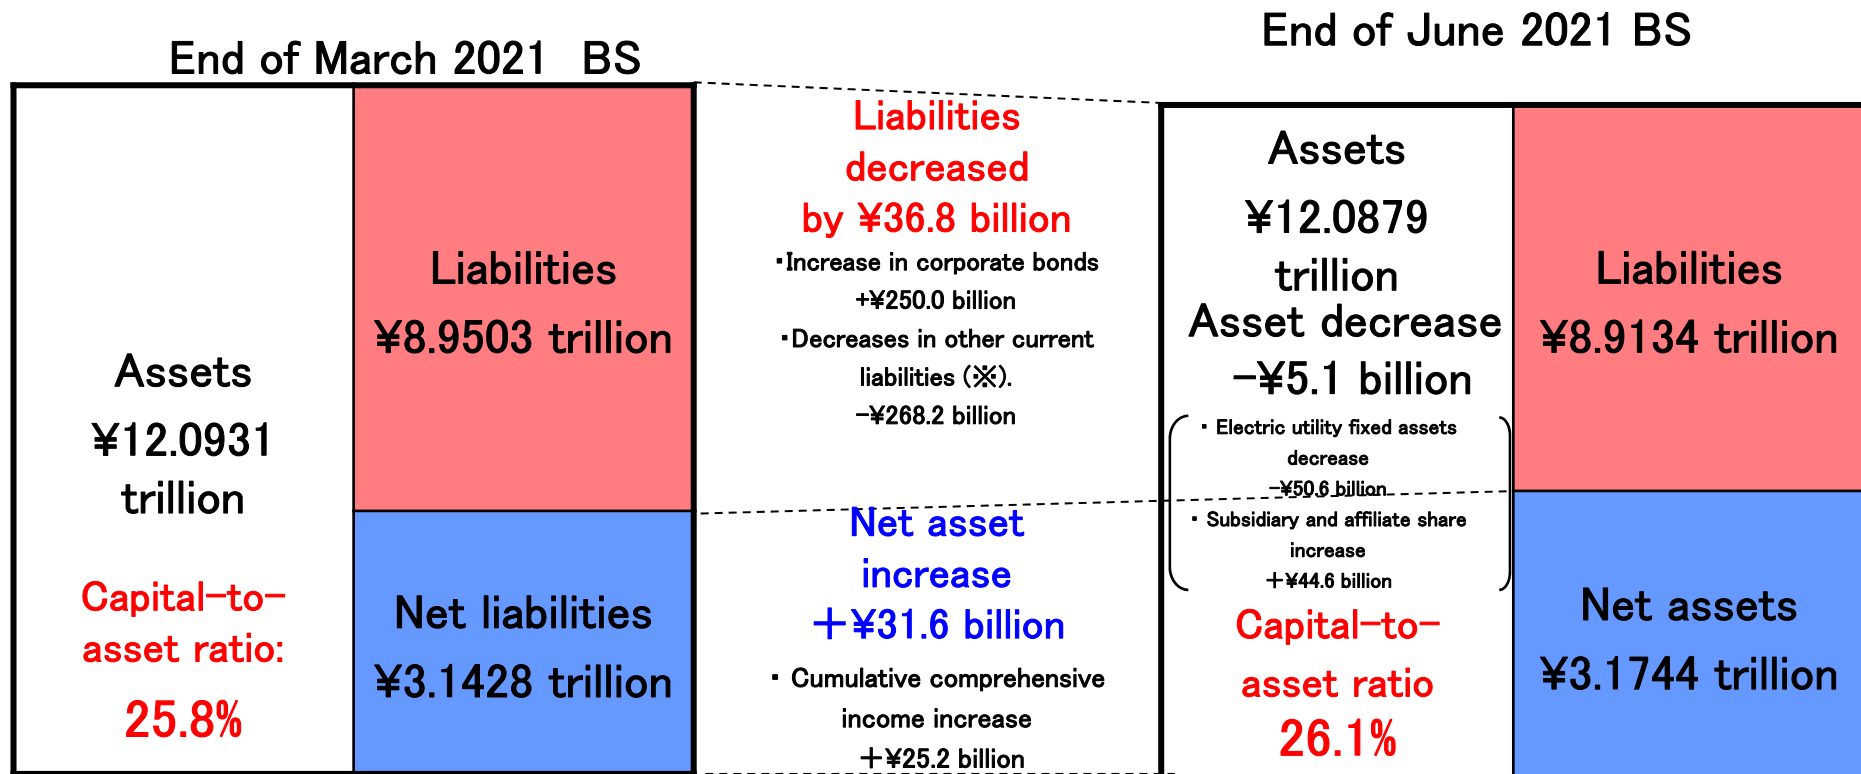 End of March 2021 BS
Assets
¥12.0931
trillion
Capital-to-
asset ratio:
25.8%
Liabilities
¥8.9503 trillion
Net liabilities
¥3.1428 trillion
Liabilities
decreased
by ¥36.8 billion
・Increase in corporate bonds
+¥250.0 billion
・Decreases in other current
liabilities (※).
−¥268.2 billion
Net asset
increase
＋¥31.6 billion
・ Cumulative comprehensive
income increase
＋¥25.2 billion
End of June 2021 BS
Assets
¥12.0879
trillion
Asset decrease
−¥5.1 billion
・ Electric utility fixed assets
decrease
−¥50.6 billion
・ Subsidiary and affiliate share
increase
＋¥44.6 billion
Capital-to-
asset ratio
26.1%
Liabilities
¥8.9134 trillion
Net assets
¥3.1744 trillion